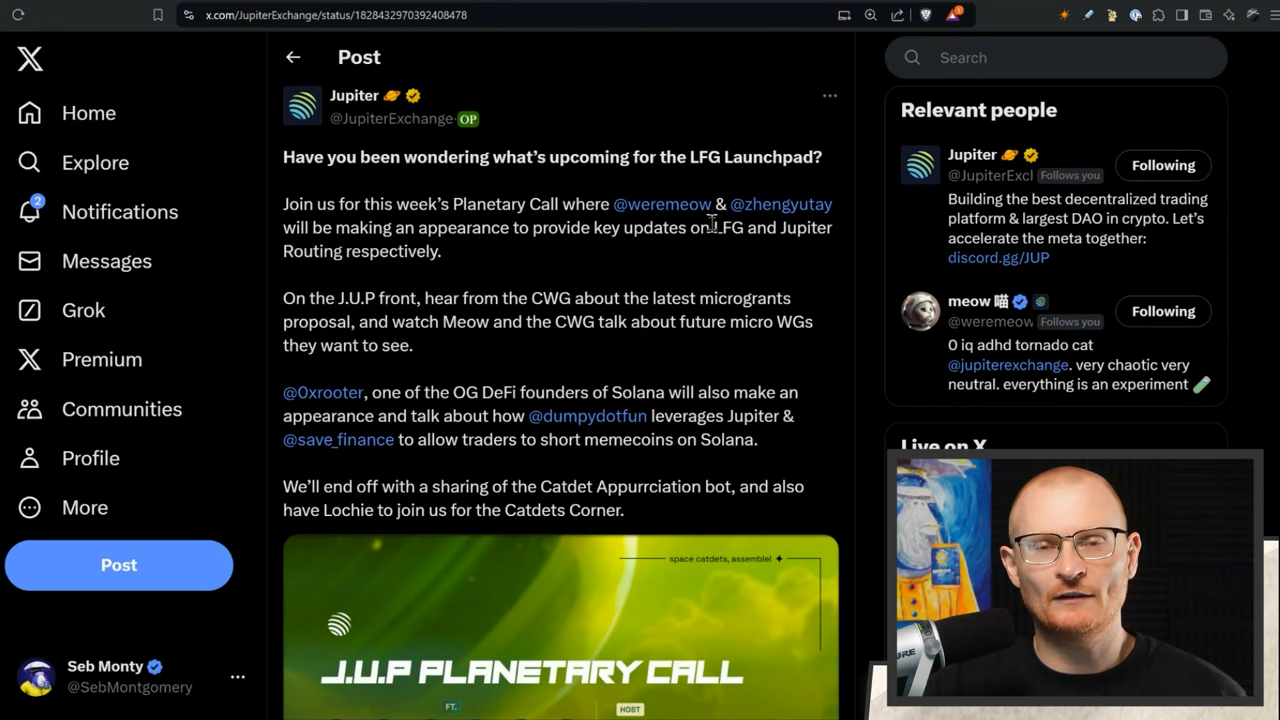 x.com/JupiterExchange/status/1828432970392408478
Home
Explore
2
Notifications
Messages
Grok
Premium
Communities
Profile
More
Post
Seb Monty
@SebMontgomery
Post
Jupiter
@JupiterExchange OP
Have you been wondering what’s upcoming for the LFG Launchpad?
Join us for this week’s Planetary Call where @weremeow & @zhengyutay
will be making an appearance to provide key updates on LFG and Jupiter
Routing respectively.
On the J.U.P front, hear from the CWG about the latest microgrants
proposal, and watch Meow and the CWG talk about future micro WGs
they want to see.
@0xrooter, one of the OG DeFi founders of Solana will also make an
appearance and talk about how @dumpydotfun leverages Jupiter &
@save_finance to allow traders to short memecoins on Solana.
We’ll end off with a sharing of the Catdet Appurrciation bot, and also
have Lochie to join us for the Catdets Corner.
space catdets, assemble!
J.U.P PLANETARY CALL
FT.
HOST
Search
Relevant people
Jupiter
@JupiterExcl Follows you
Following
Building the best decentralized trading
platform & largest DAO in crypto. Let’s
accelerate the meta together:
discord.gg/JUP
meow 喵
@weremeow Follows you
Following
0 iq adhd tornado cat
@jupiterexchange. very chaotic very
neutral. everything is an experiment
Live on X